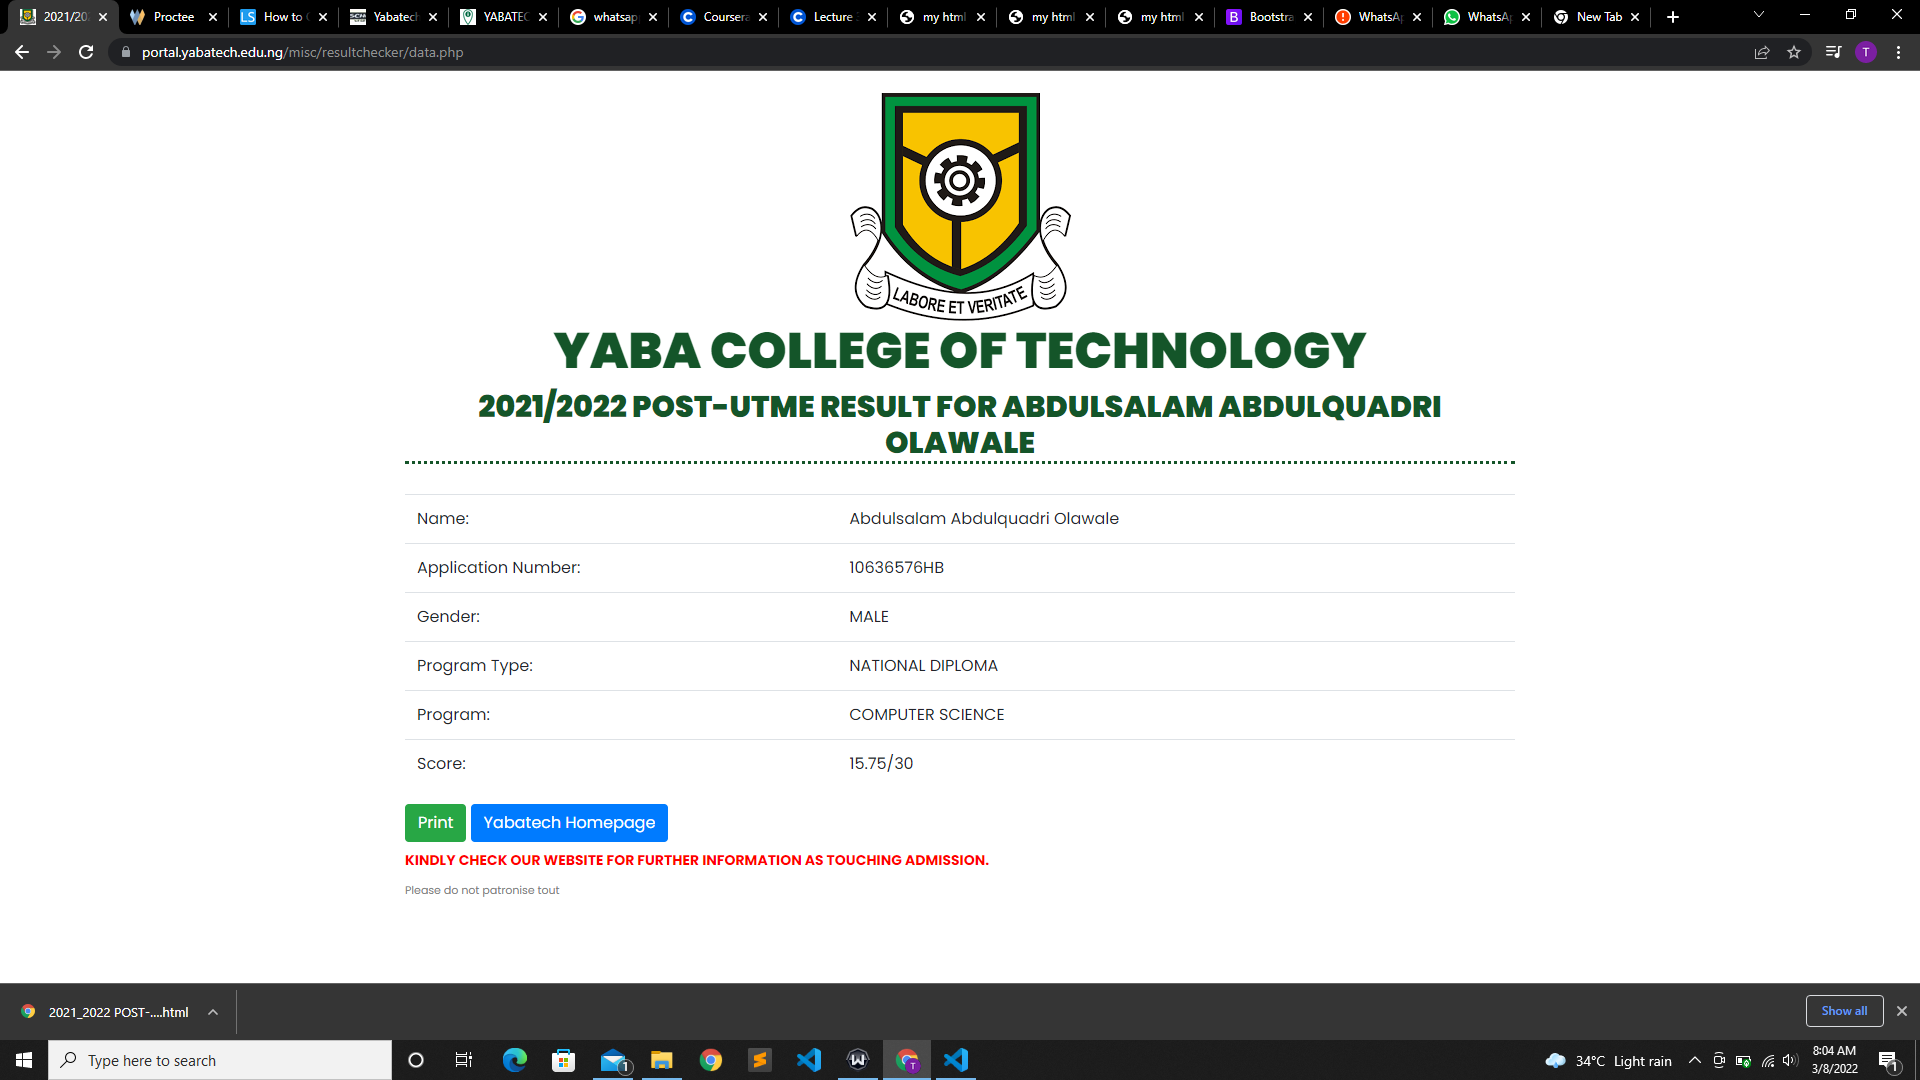 2021/20
Proctee
How to
Yabatech
YABATEC
whatsap
Coursera
Lecture
my html
my html
my html
Bootstra
WhatsAp
WhatsAp
New Tab
portal.yabatech.edu.ng/misc/resultchecker/data.php
T
LABORE ET VERITATE
YABA COLLEGE OF TECHNOLOGY
2021/2022 POST-UTME RESULT FOR ABDULSALAM ABDULQUADRI
OLAWALE
Name: Abdulsalam Abdulquadri Olawale
Application Number: 10636576HB
Gender: MALE
Program Type: NATIONAL DIPLOMA
Program: COMPUTER SCIENCE
Score: 15.75/30
Print Yabatech Homepage
KINDLY CHECK OUR WEBSITE FOR FURTHER INFORMATION AS TOUCHING ADMISSION.
Please do not patronise tout
2021_2022 POST-....html
Show all
Type here to search
1
34°C Light rain
8:04 AM
3/8/2022
1